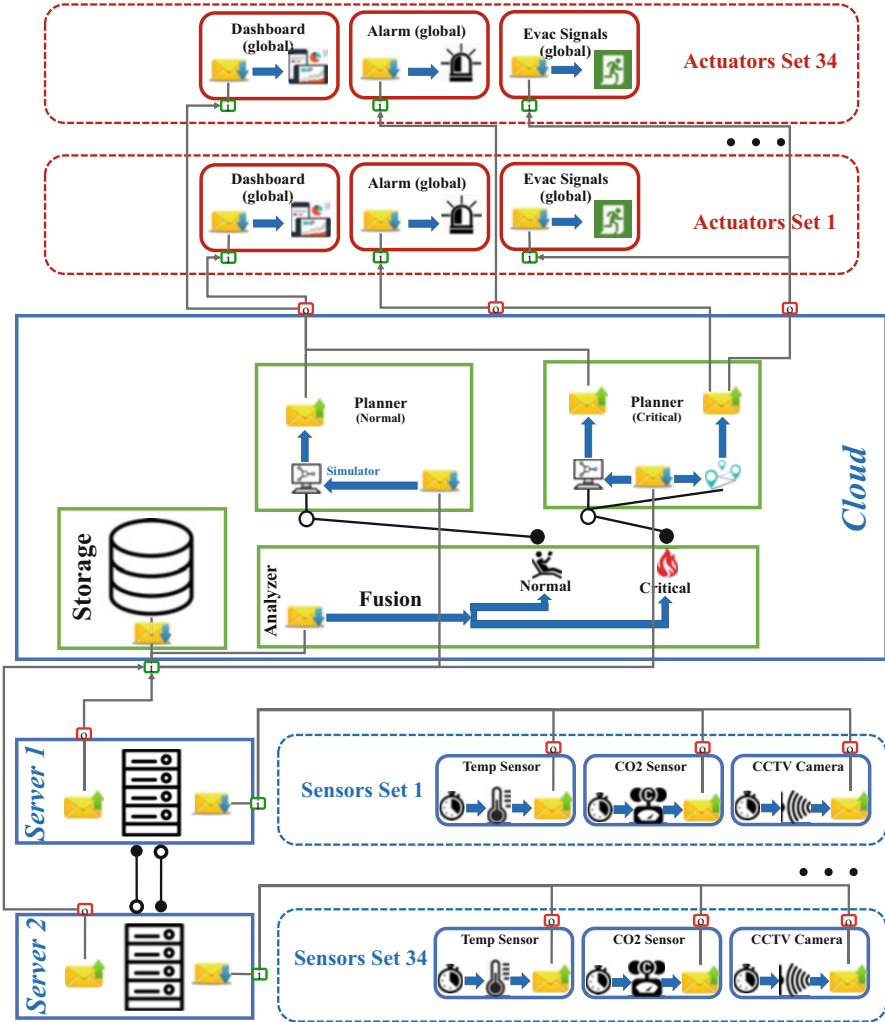 Dashboard
(global)
Alarm (global)
Evac Signals
(global)
Actuators Set 34
i
i
i
Dashboard
(global)
Alarm (global)
Evac Signals
(global)
Actuators Set 1
i
i
i
o
o
o
Planner
(Normal)
Simulator
Planner
(Critical)
Cloud
Storage
Analyzer
Fusion
Normal
Critical
i
o
Server 1
i
Sensors Set 1
o
o
o
Temp Sensor
CO2 Sensor
C
CCTV Camera
o
Server 2
i
Sensors Set 34
o
o
o
Temp Sensor
CO2 Sensor
C
CCTV Camera